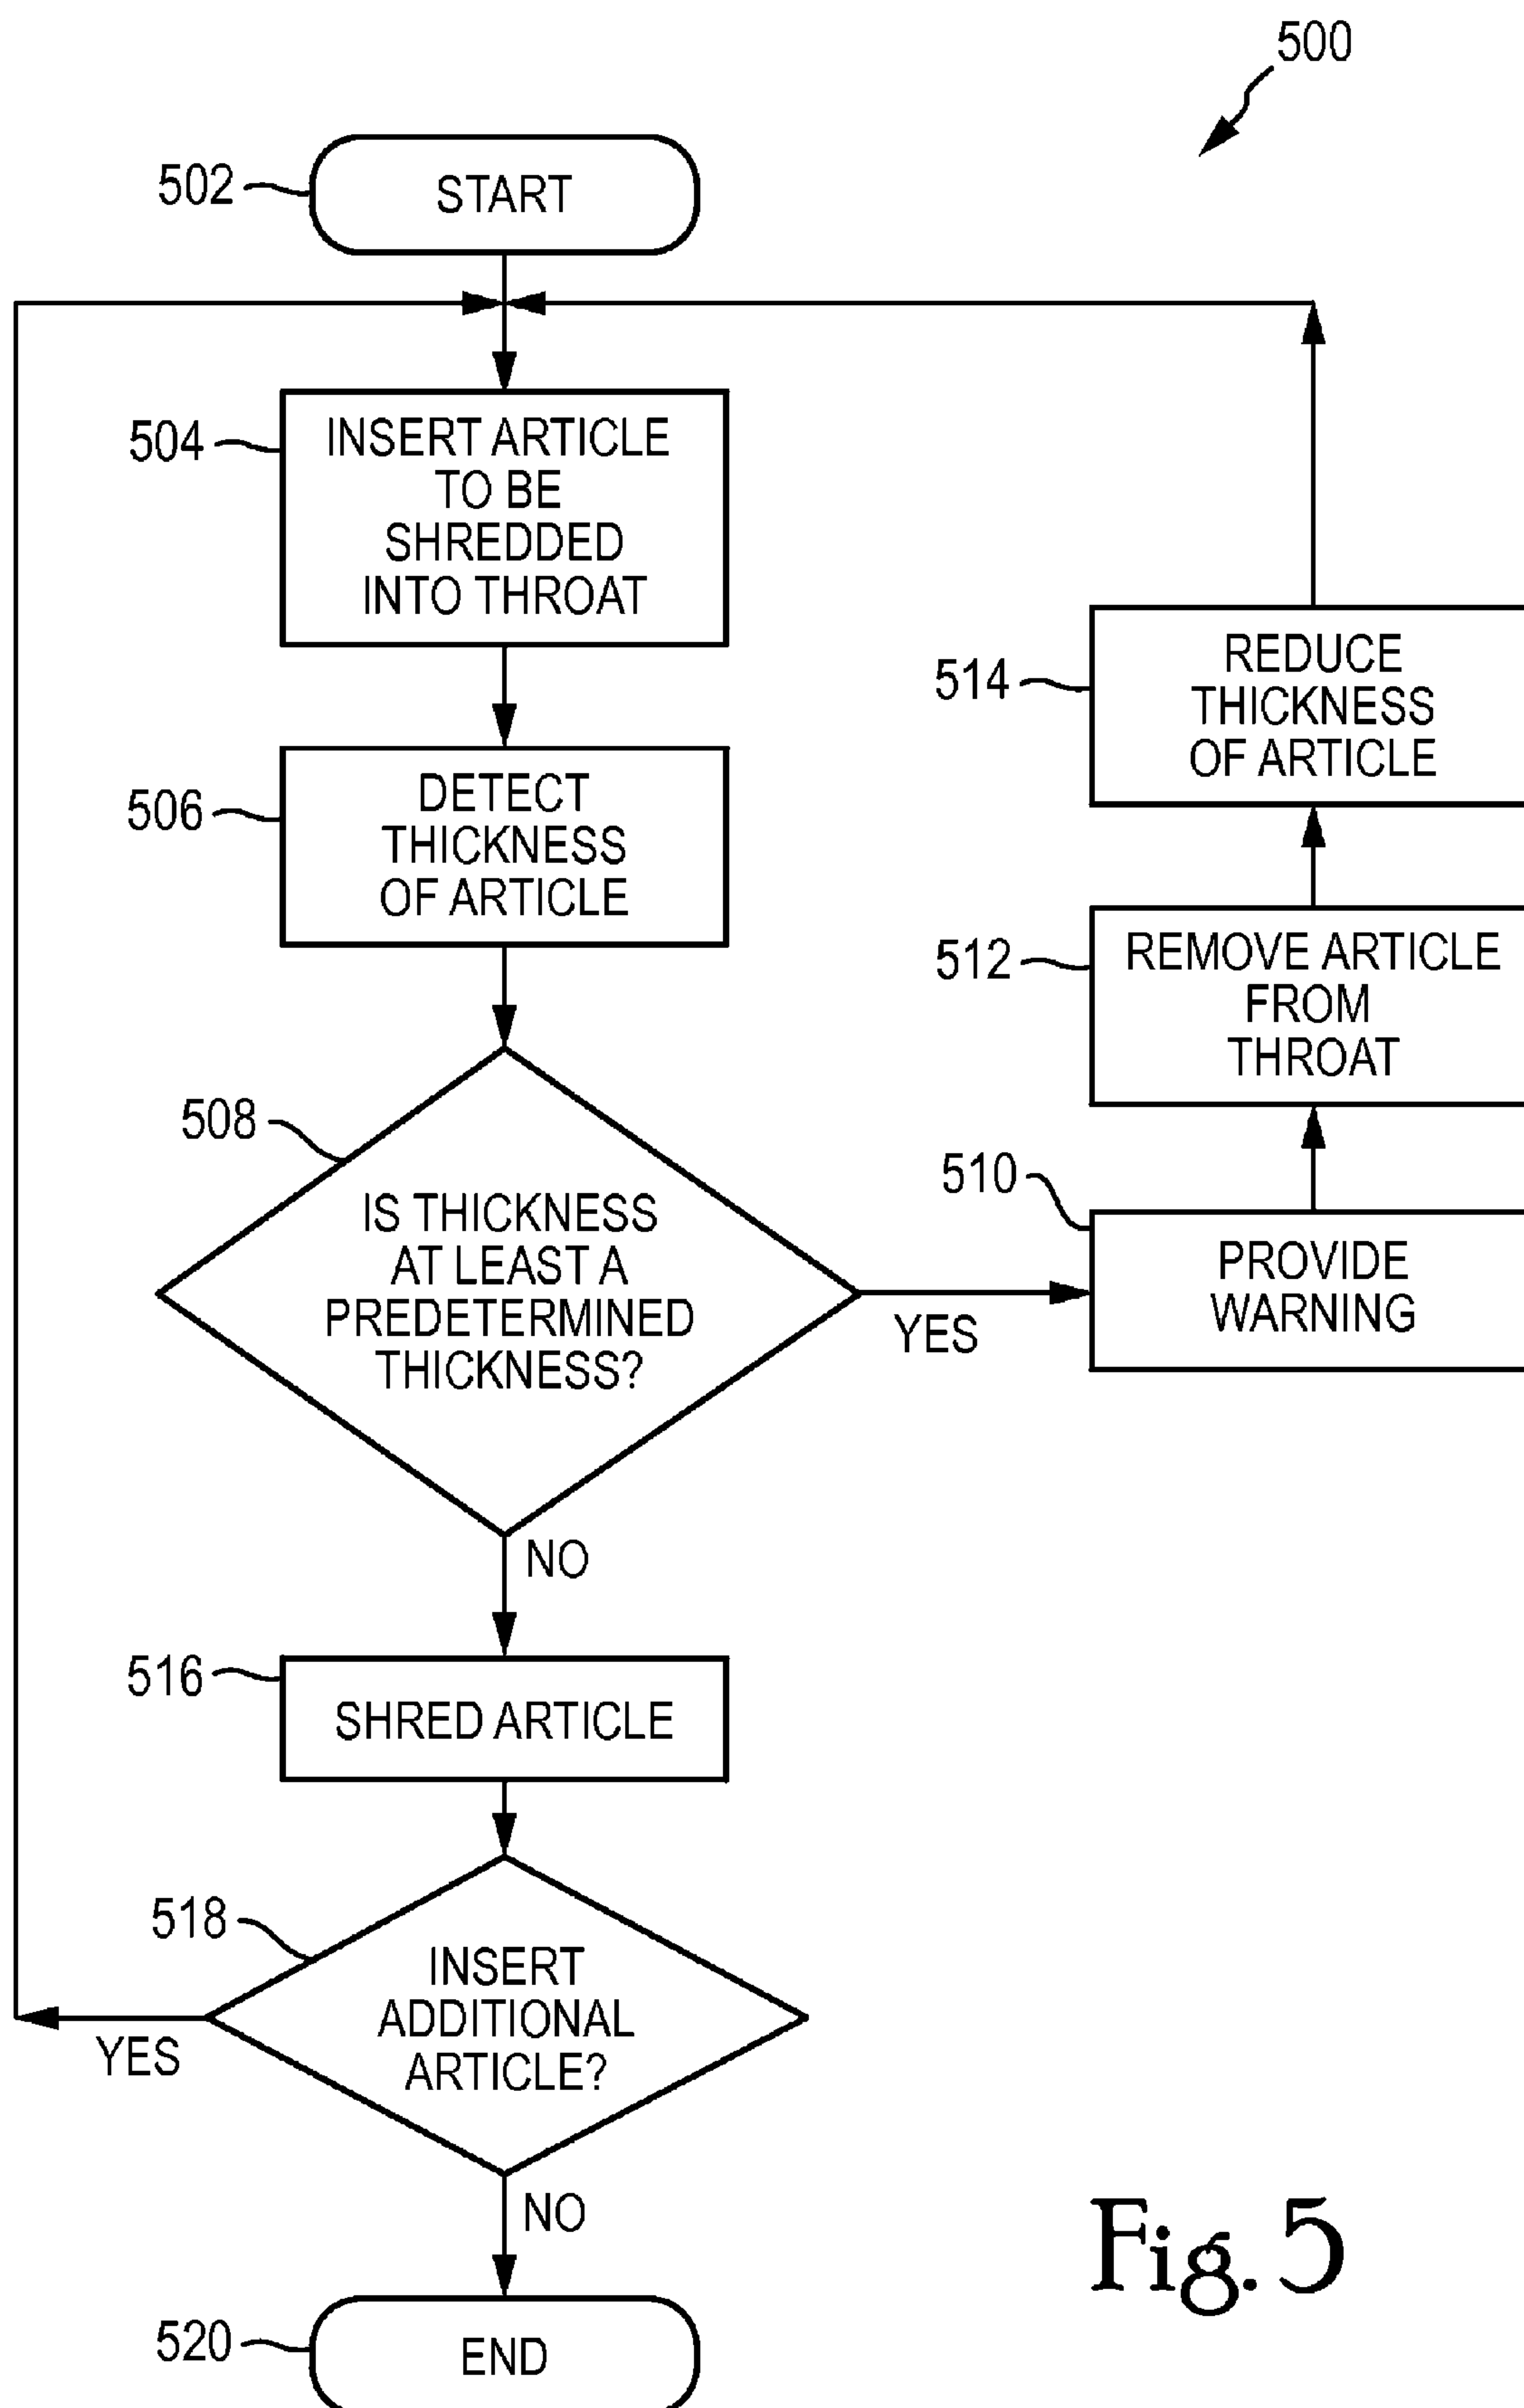 500
502
START
504
INSERT ARTICLE
TO BE
SHREDDED
INTO THROAT
506
DETECT
THICKNESS
OF ARTICLE
508
IS THICKNESS
AT LEAST A
PREDETERMINED
THICKNESS?
YES
NO
510
PROVIDE
WARNING
512
REMOVE ARTICLE
FROM
THROAT
514
REDUCE
THICKNESS
OF ARTICLE
516
SHRED ARTICLE
518
INSERT
ADDITIONAL
ARTICLE?
YES
NO
520
END
Fig. 5